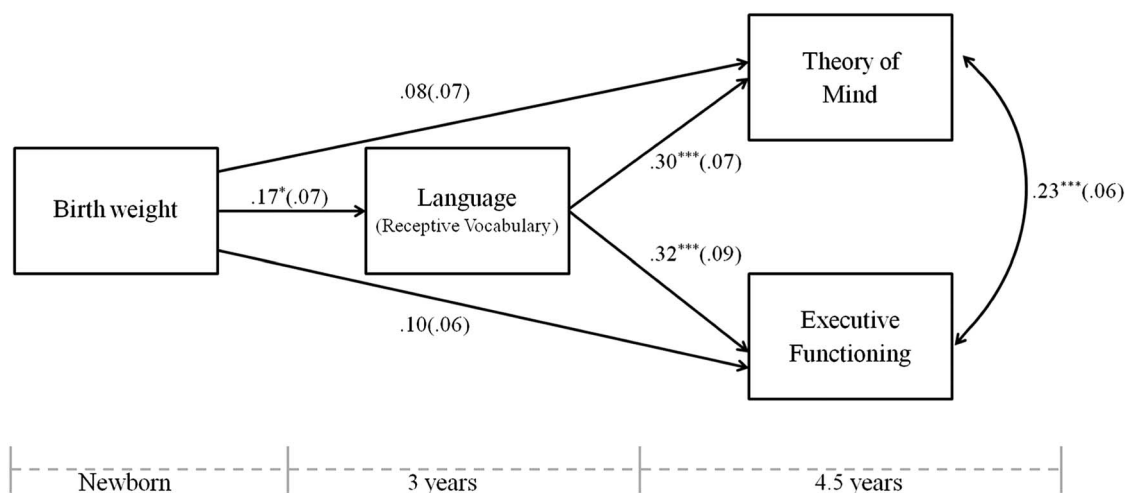 Theory of
Mind
.08(.07)
.30***(.07)
Birth weight
.17*(.07)
Language
(Receptive Vocabulary)
.23***(.06)
.32***(.09)
.10(.06)
Executive
Functioning
Newborn
3 years
4.5 years